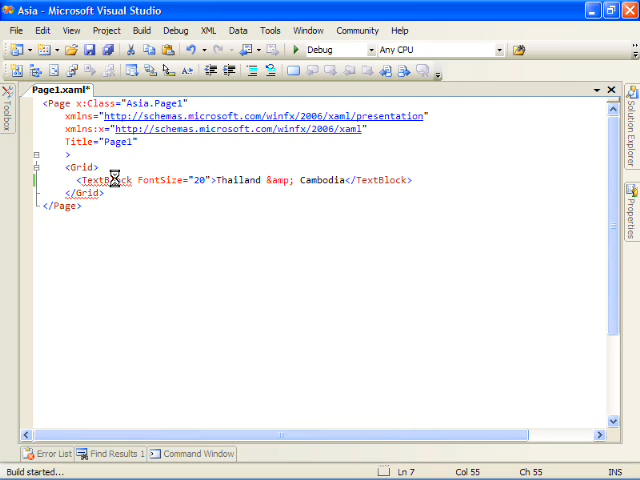 Asia - Microsoft Visual Studio
File Edit View Project Build Debug XML Data Tools Window Community Help
Debug Any CPU
Page1.xaml*
Toolbox
Solution Explorer
Properties
<Page x:Class="Asia.Page1"
xmlns="http://schemas.microsoft.com/winfx/2006/xaml/presentation"
xmlns:x="http://schemas.microsoft.com/winfx/2006/xaml"
Title="Page1"
>
<Grid>
<TextBlock FontSize="20">Thailand &amp; Cambodia</TextBlock>
</Grid>
</Page>
Error List Find Results 1 Command Window
Build started... Ln 7 Col 55 Ch 55 INS